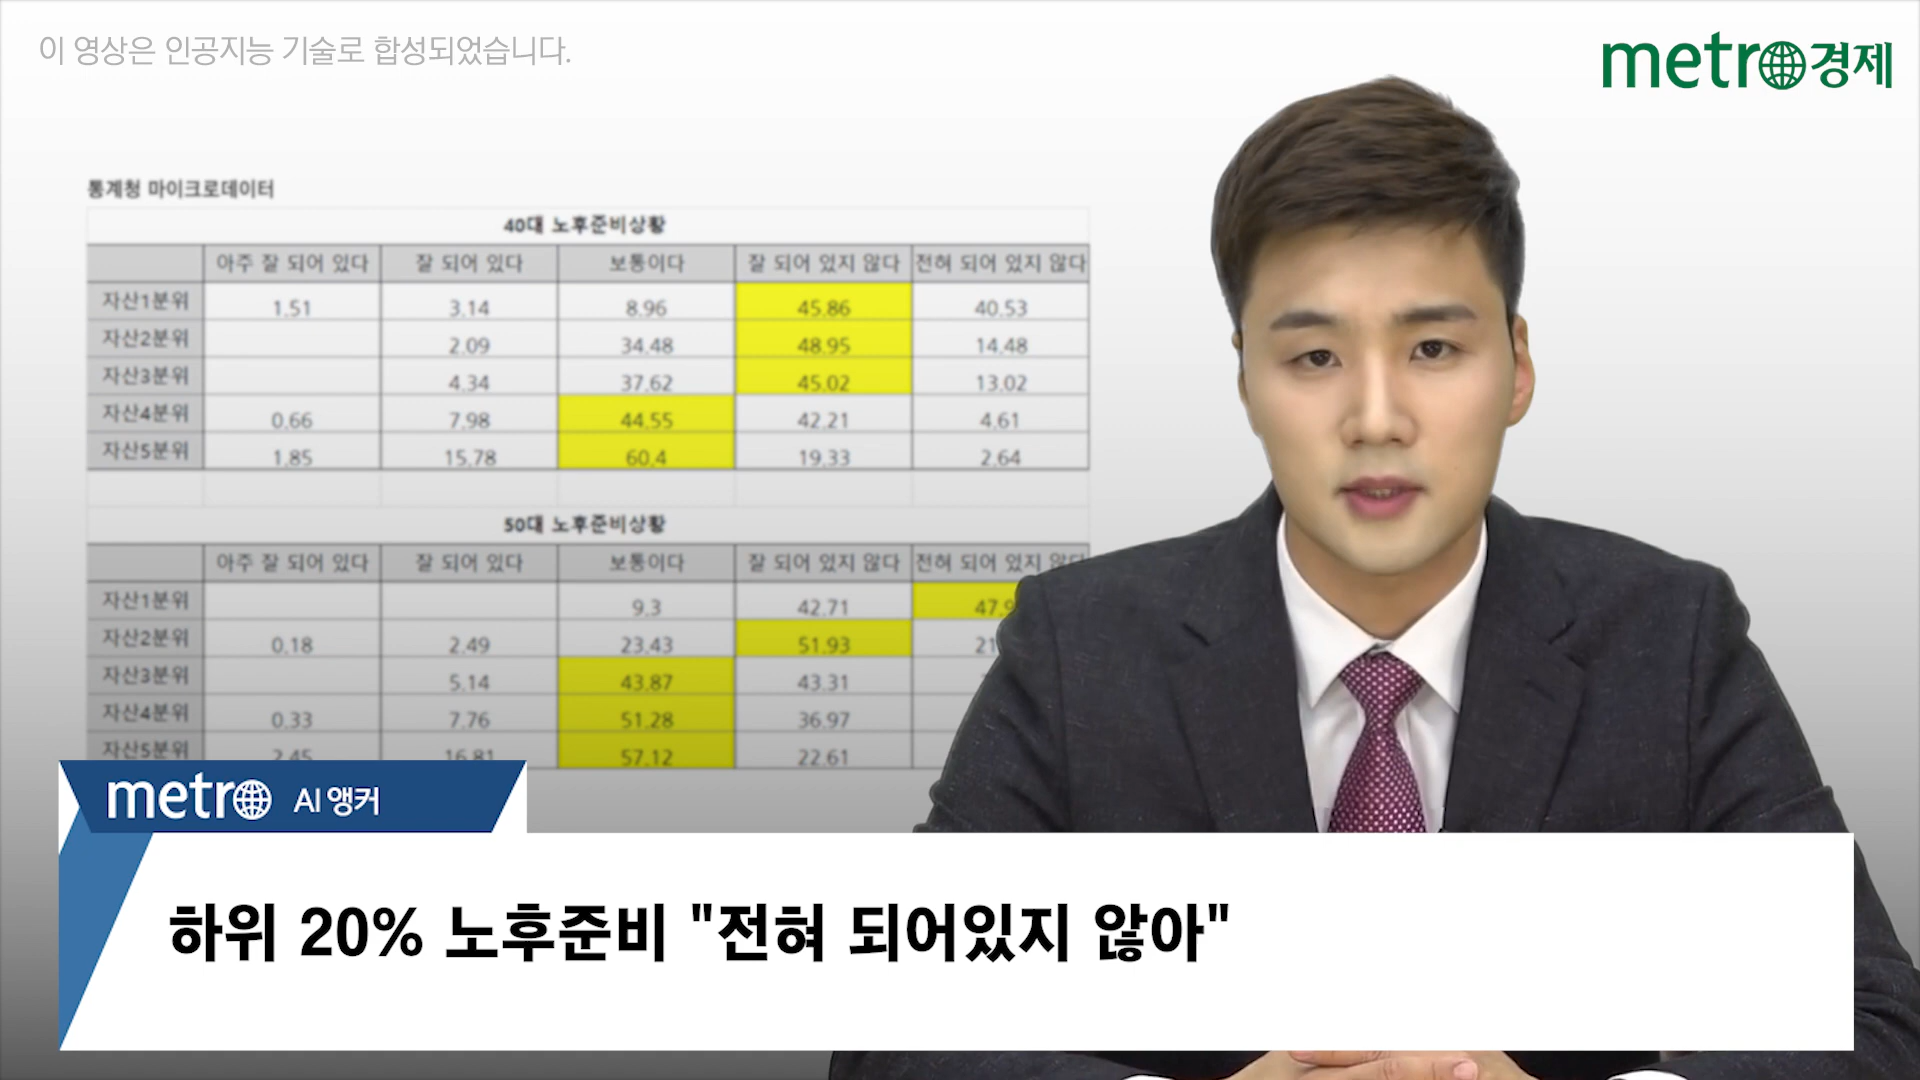 이 영상은 인공지능 기술로 합성되었습니다.
metro경제
통계청 마이크로데이터
40대 노후준비상황
아주 잘 되어 있다 잘 되어 있다 보통이다 잘 되어 있지 않다 전혀 되어 있지 않다
자산1분위 1.51 3.14 8.96 45.86 40.53
자산2분위 2.09 34.48 48.95 14.48
자산3분위 4.34 37.62 45.02 13.02
자산4분위 0.66 7.98 44.55 42.21 4.61
자산5분위 1.85 15.78 60.4 19.33 2.64
50대 노후준비상황
아주 잘 되어 있다 잘 되어 있다 보통이다 잘 되어 있지 않다 전혀 되어 있지 않다
자산1분위 9.3 42.71
자산2분위 0.18 2.49 23.43 51.93
자산3분위 5.14 43.87 43.31
자산4분위 0.33 7.76 51.28 36.97
자산5분위 2.45 16.81 57.12 22.61
metro AI 앵커
하위 20% 노후준비 "전혀 되어있지 않아"